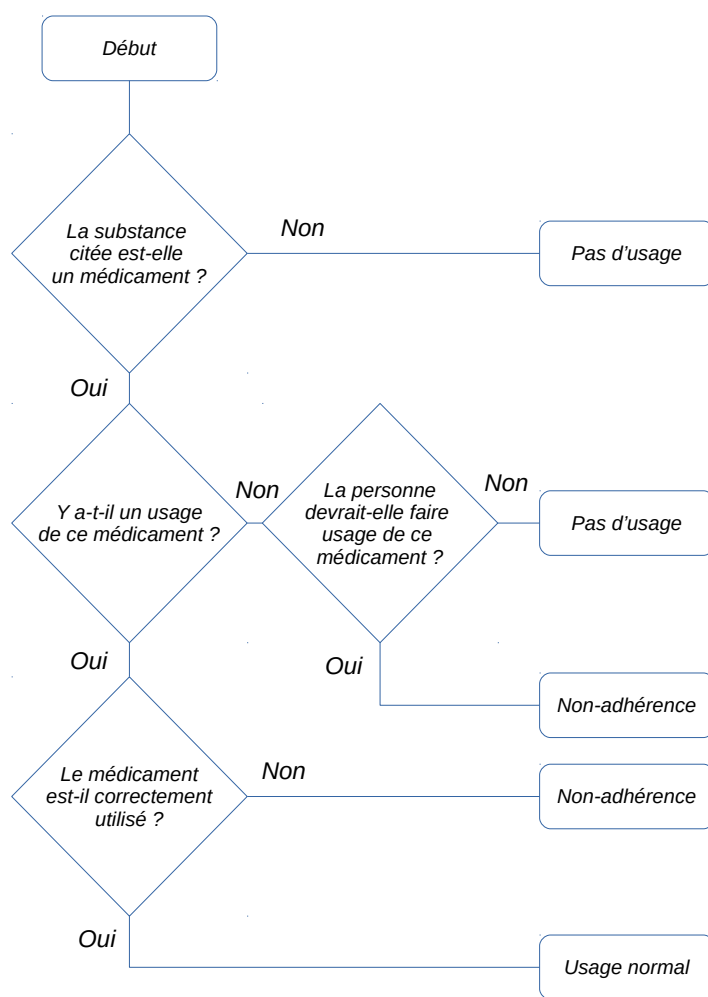 Début
La substance
citée est-elle
un médicament ?
Non
Pas d’usage
Oui
Y a-t-il un usage
de ce médicament ?
Non
La personne
devrait-elle faire
usage de ce
médicament ?
Non
Pas d’usage
Oui
Oui
Non-adhérence
Le médicament
est-il correctement
utilisé ?
Non
Non-adhérence
Oui
Usage normal